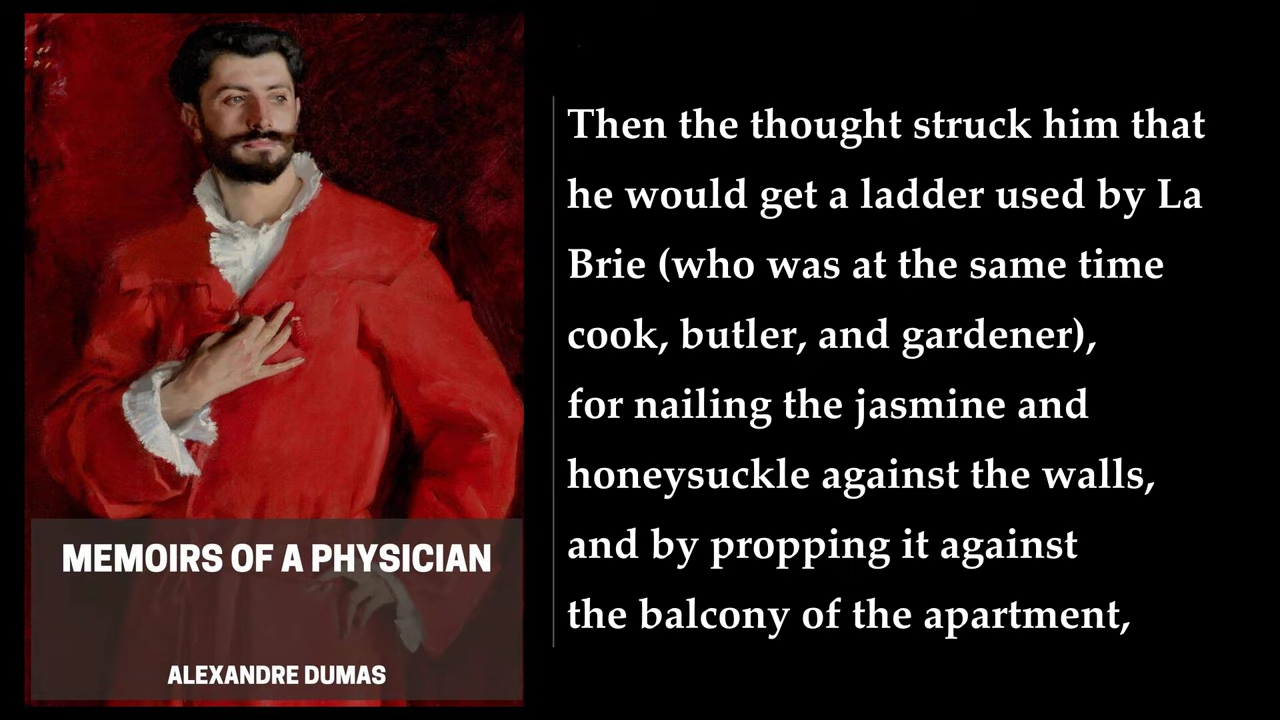 MEMOIRS OF A PHYSICIAN
ALEXANDRE DUMAS
Then the thought struck him that
he would get a ladder used by La
Brie (who was at the same time
cook, butler, and gardener),
for nailing the jasmine and
honeysuckle against the walls,
and by propping it against
the balcony of the apartment,